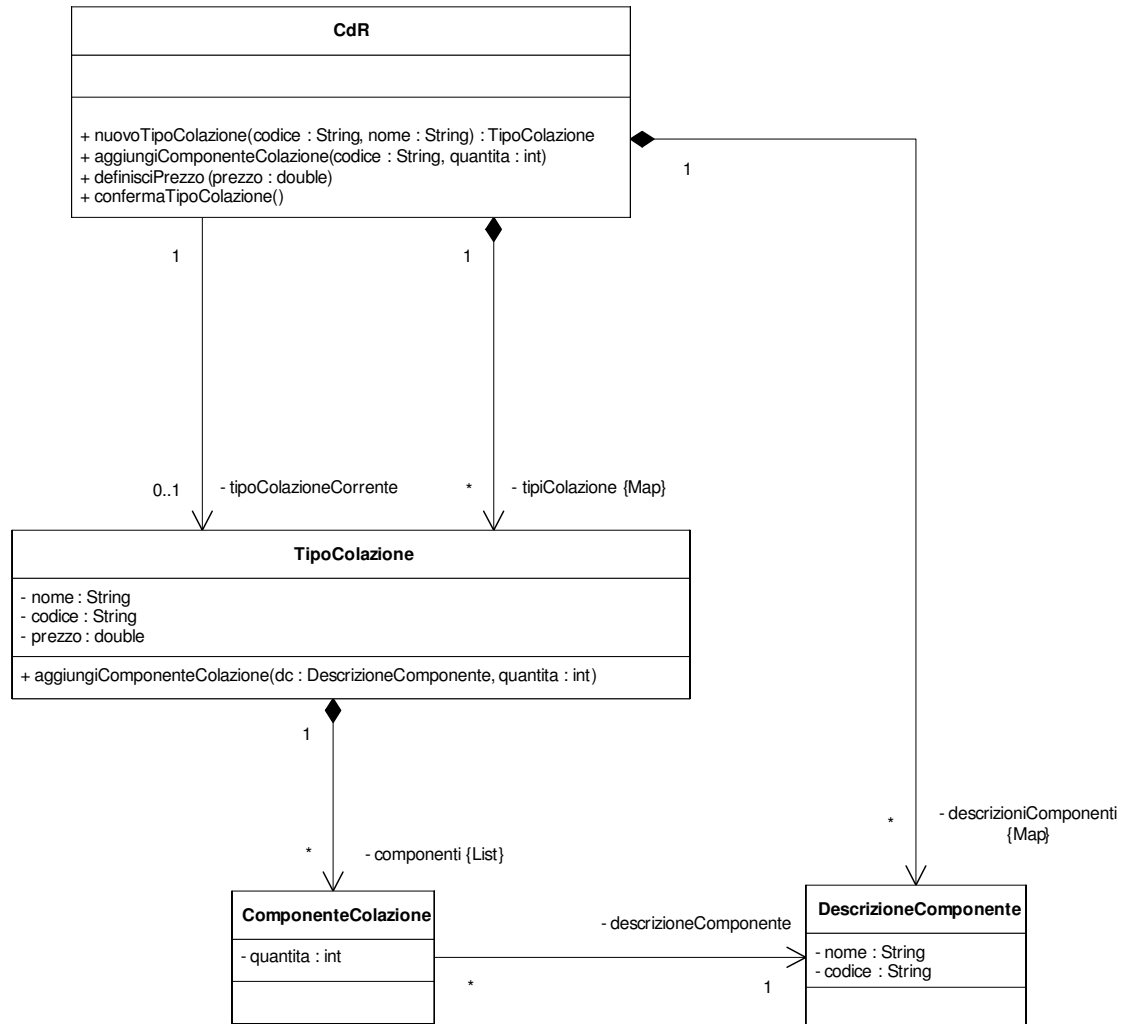 CdR
+ nuovoTipoColazione(codice : String, nome : String) : TipoColazione
+ aggiungiComponenteColazione(codice : String, quantita : int)
+ definisciPrezzo (prezzo : double)
+ confermaTipoColazione()
1
1
1
0..1
- tipoColazioneCorrente
*
- tipiColazione {Map}
TipoColazione
- nome : String
- codice : String
- prezzo : double
+ aggiungiComponenteColazione(dc : DescrizioneComponente, quantita : int)
1
*
- descrizioniComponenti
{Map}
*
- componenti {List}
ComponenteColazione
- quantita : int
- descrizioneComponente
*
1
DescrizioneComponente
- nome : String
- codice : String